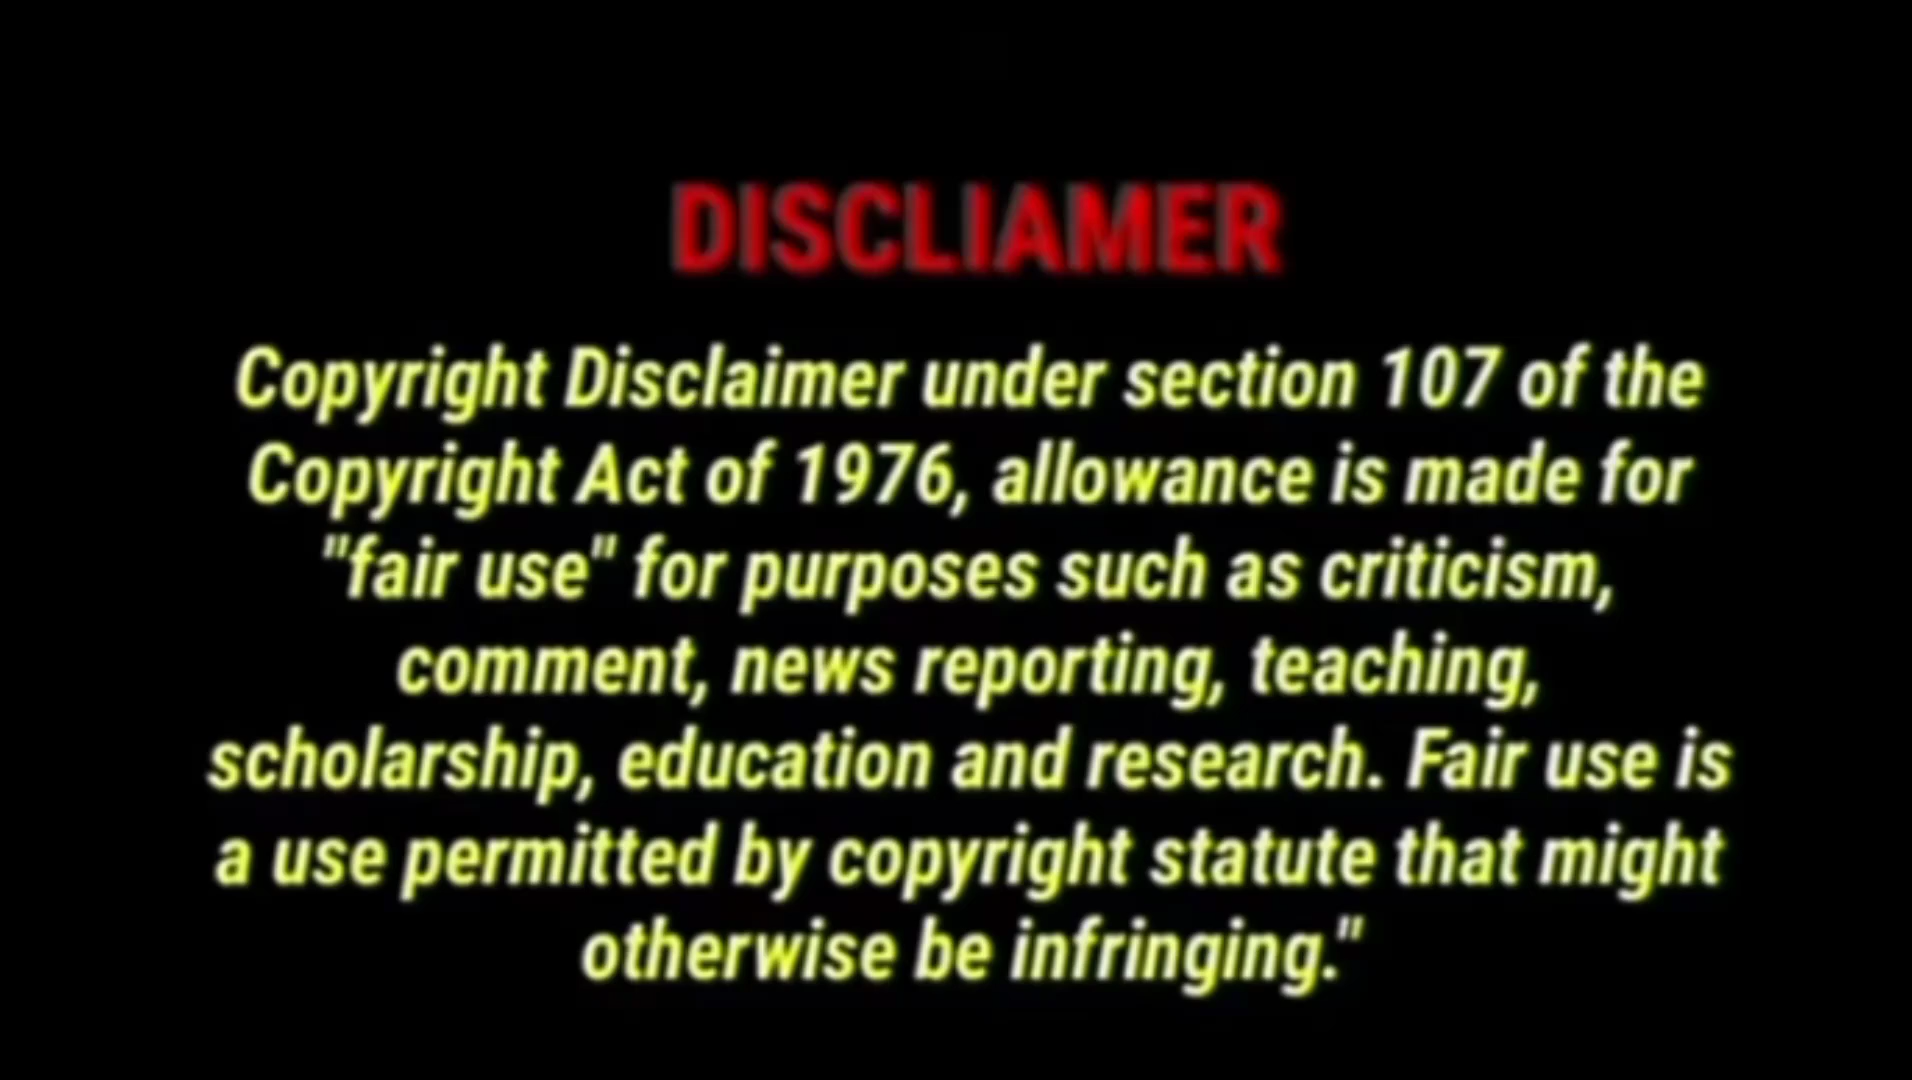 DISCLIAMER
Copyright Disclaimer under section 107 of the
Copyright Act of 1976, allowance is made for
"fair use" for purposes such as criticism,
comment, news reporting, teaching,
scholarship, education and research. Fair use is
a use permitted by copyright statute that might
otherwise be infringing."